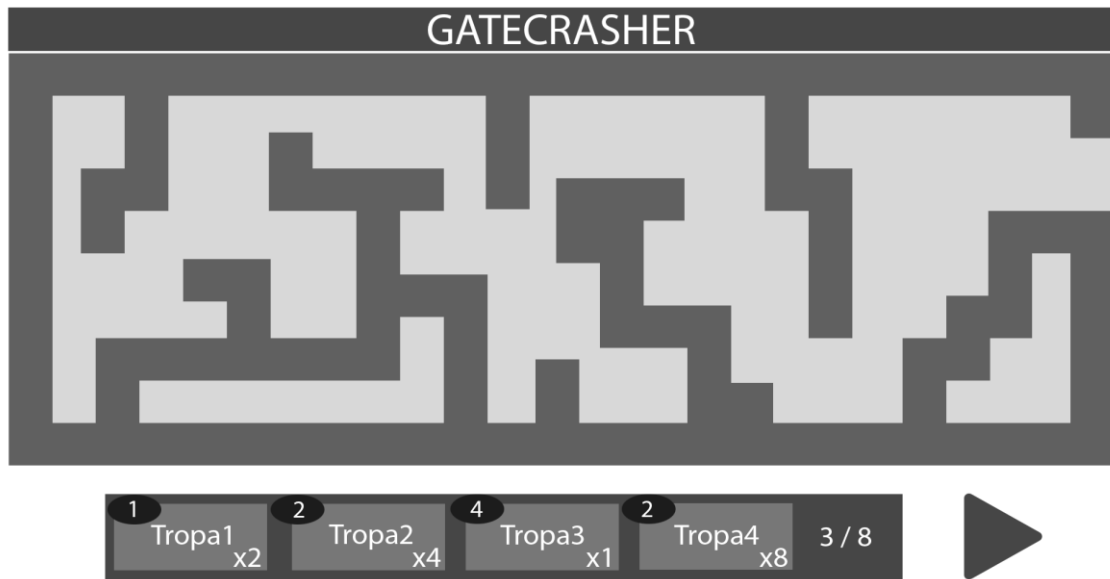 GATECRASHER
1
Tropa1
x2
2
Tropa2
x4
4
Tropa3
x1
2
Tropa4
x8
3 / 8